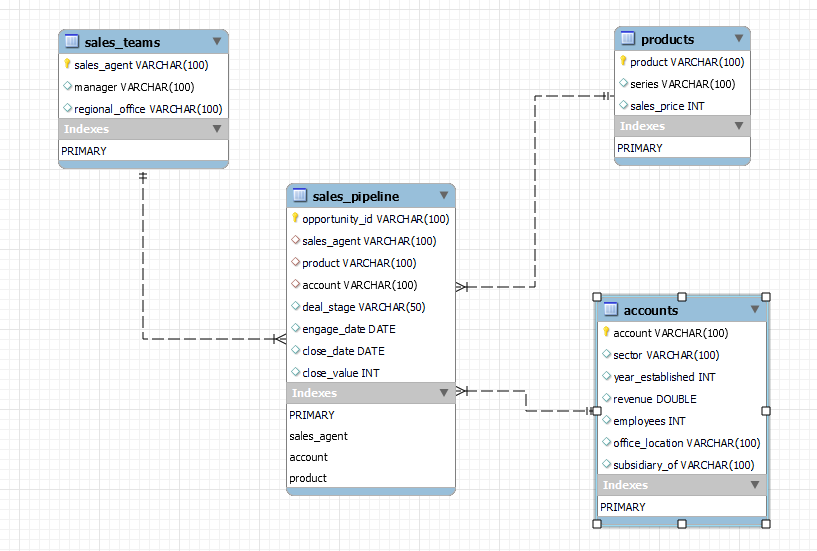 sales_teams
sales_agent VARCHAR(100)
manager VARCHAR(100)
regional_office VARCHAR(100)
Indexes
PRIMARY
products
product VARCHAR(100)
series VARCHAR(100)
sales_price INT
Indexes
PRIMARY
sales_pipeline
opportunity_id VARCHAR(100)
sales_agent VARCHAR(100)
product VARCHAR(100)
account VARCHAR(100)
deal_stage VARCHAR(50)
engage_date DATE
close_date DATE
close_value INT
Indexes
PRIMARY
sales_agent
account
product
accounts
account VARCHAR(100)
sector VARCHAR(100)
year_established INT
revenue DOUBLE
employees INT
office_location VARCHAR(100)
subsidiary_of VARCHAR(100)
Indexes
PRIMARY